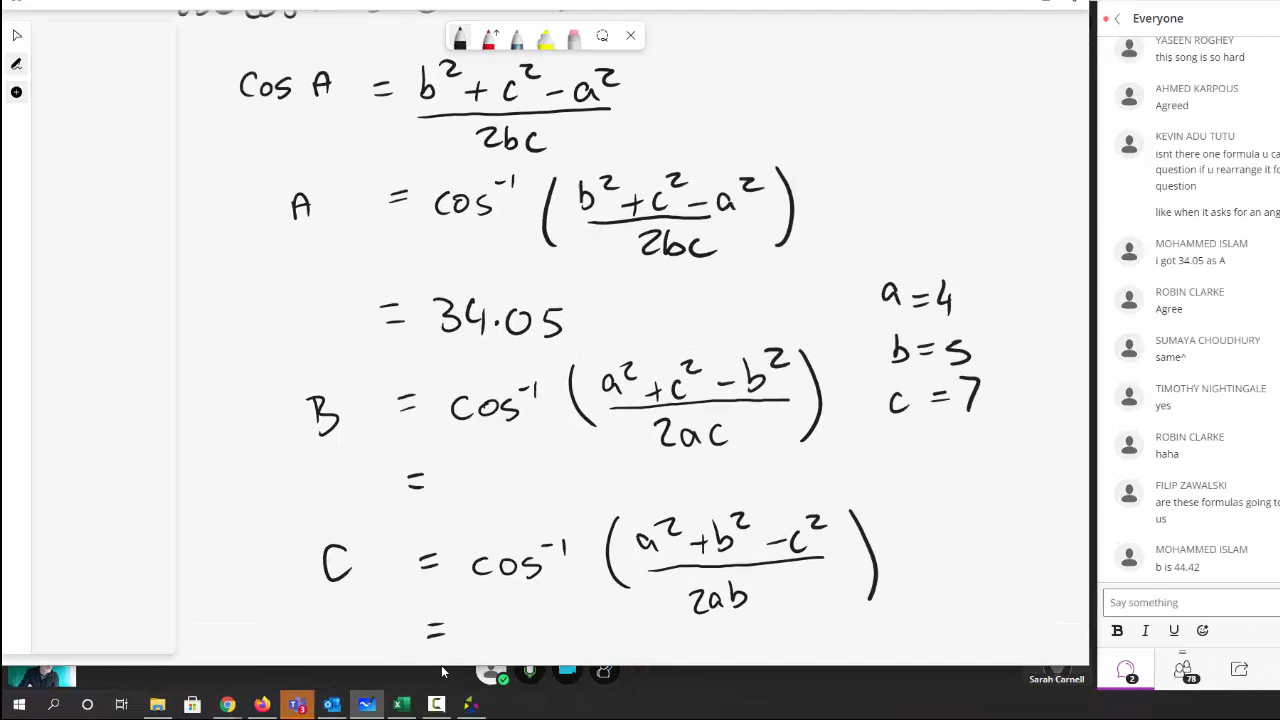 cos A = b² + c² - a²
2bc
A = cos⁻¹ ( b² + c² - a² )
2bc
= 34.05
a = 4
b = 5
c = 7
B = cos⁻¹ ( a² + c² - b² )
2ac
=
C = cos⁻¹ ( a² + b² - c² )
2ab
=
Everyone
YASEEN ROGHEY
this song is so hard
AHMED KARPOUS
Agreed
KEVIN ADU TUTU
isnt there one formula u ca
question if u rearrange it fo
question
like when it asks for an ang
MOHAMMED ISLAM
i got 34.05 as A
ROBIN CLARKE
Agree
SUMAYA CHOUDHURY
same^
TIMOTHY NIGHTINGALE
yes
ROBIN CLARKE
haha
FILIP ZAWALSKI
are these formulas going to
us
MOHAMMED ISLAM
b is 44.42
Say something
B I U
2
78
Sarah Carnell
3